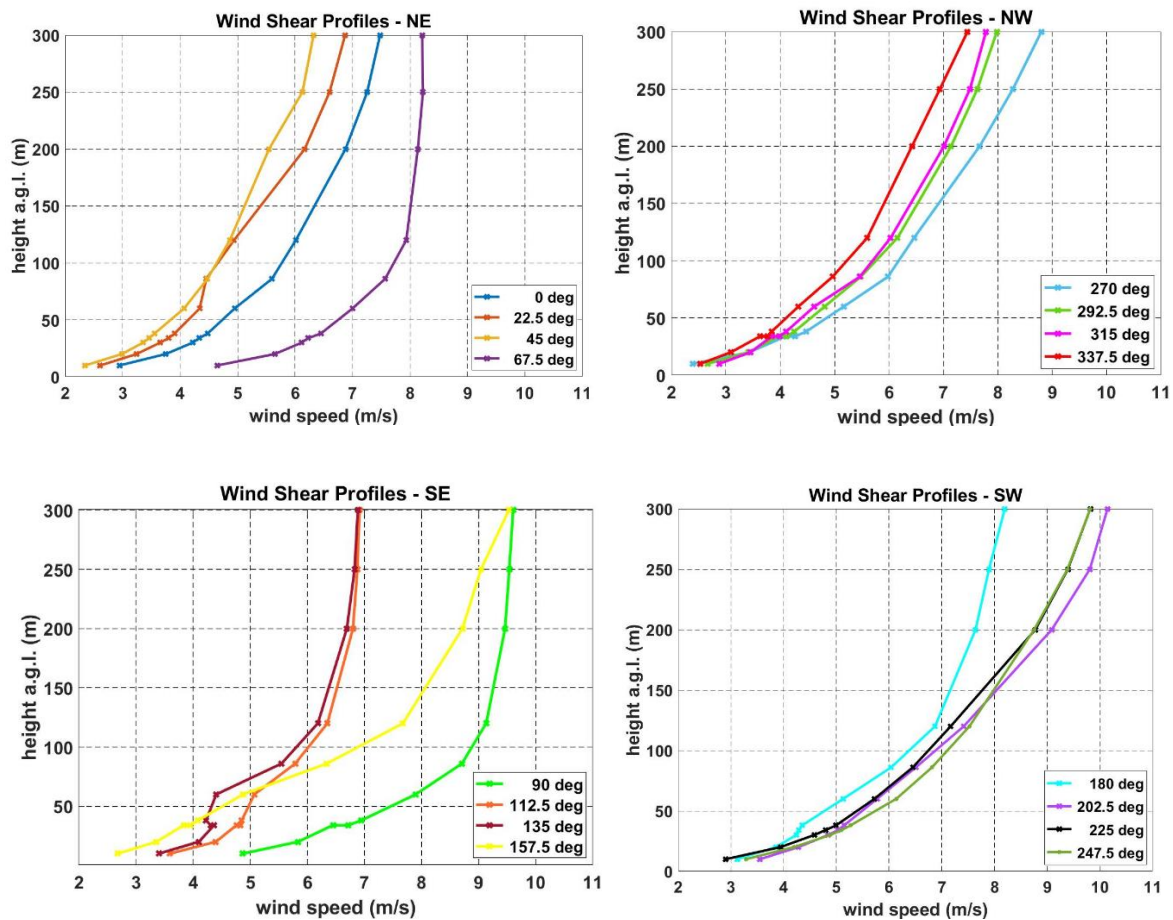 Wind Shear Profiles - NE
height a.g.l. (m)
300
250
200
150
100
50
0
0 deg
22.5 deg
45 deg
67.5 deg
2 3 4 5 6 7 8 9 10 11
wind speed (m/s)
Wind Shear Profiles - NW
height a.g.l. (m)
300
250
200
150
100
50
0
270 deg
292.5 deg
315 deg
337.5 deg
2 3 4 5 6 7 8 9 10 11
wind speed (m/s)
Wind Shear Profiles - SE
height a.g.l. (m)
300
250
200
150
100
50
90 deg
112.5 deg
135 deg
157.5 deg
2 3 4 5 6 7 8 9 10 11
wind speed (m/s)
Wind Shear Profiles - SW
height a.g.l. (m)
300
250
200
150
100
50
0
180 deg
202.5 deg
225 deg
247.5 deg
2 3 4 5 6 7 8 9 10 11
wind speed (m/s)